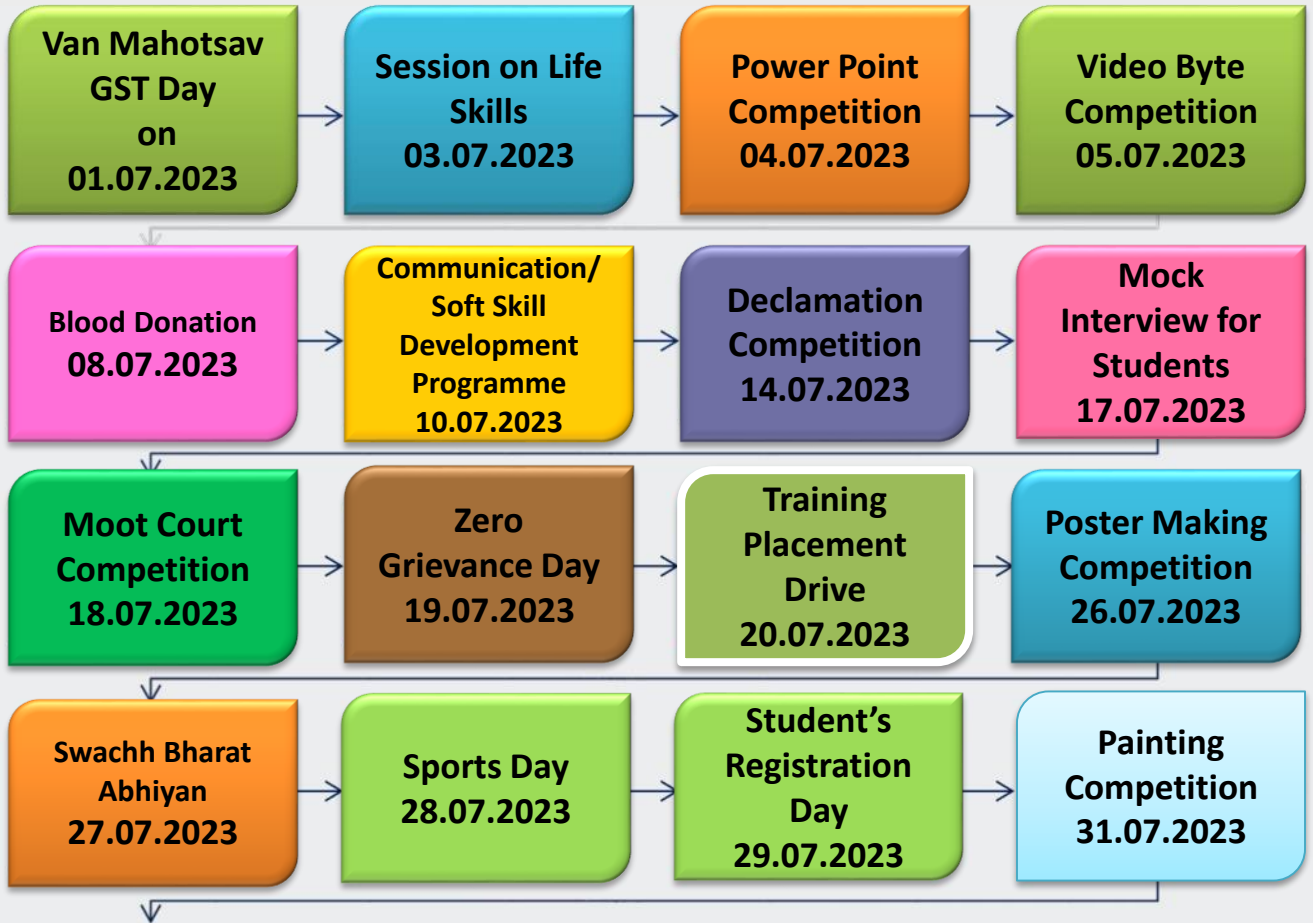 Van Mahotsav
GST Day
on
01.07.2023
Session on Life
Skills
03.07.2023
Power Point
Competition
04.07.2023
Video Byte
Competition
05.07.2023
Blood Donation
08.07.2023
Communication/
Soft Skill
Development
Programme
10.07.2023
Declamation
Competition
14.07.2023
Mock
Interview for
Students
17.07.2023
Moot Court
Competition
18.07.2023
Zero
Grievance Day
19.07.2023
Training
Placement
Drive
20.07.2023
Poster Making
Competition
26.07.2023
Swachh Bharat
Abhiyan
27.07.2023
Sports Day
28.07.2023
Student’s
Registration
Day
29.07.2023
Painting
Competition
31.07.2023